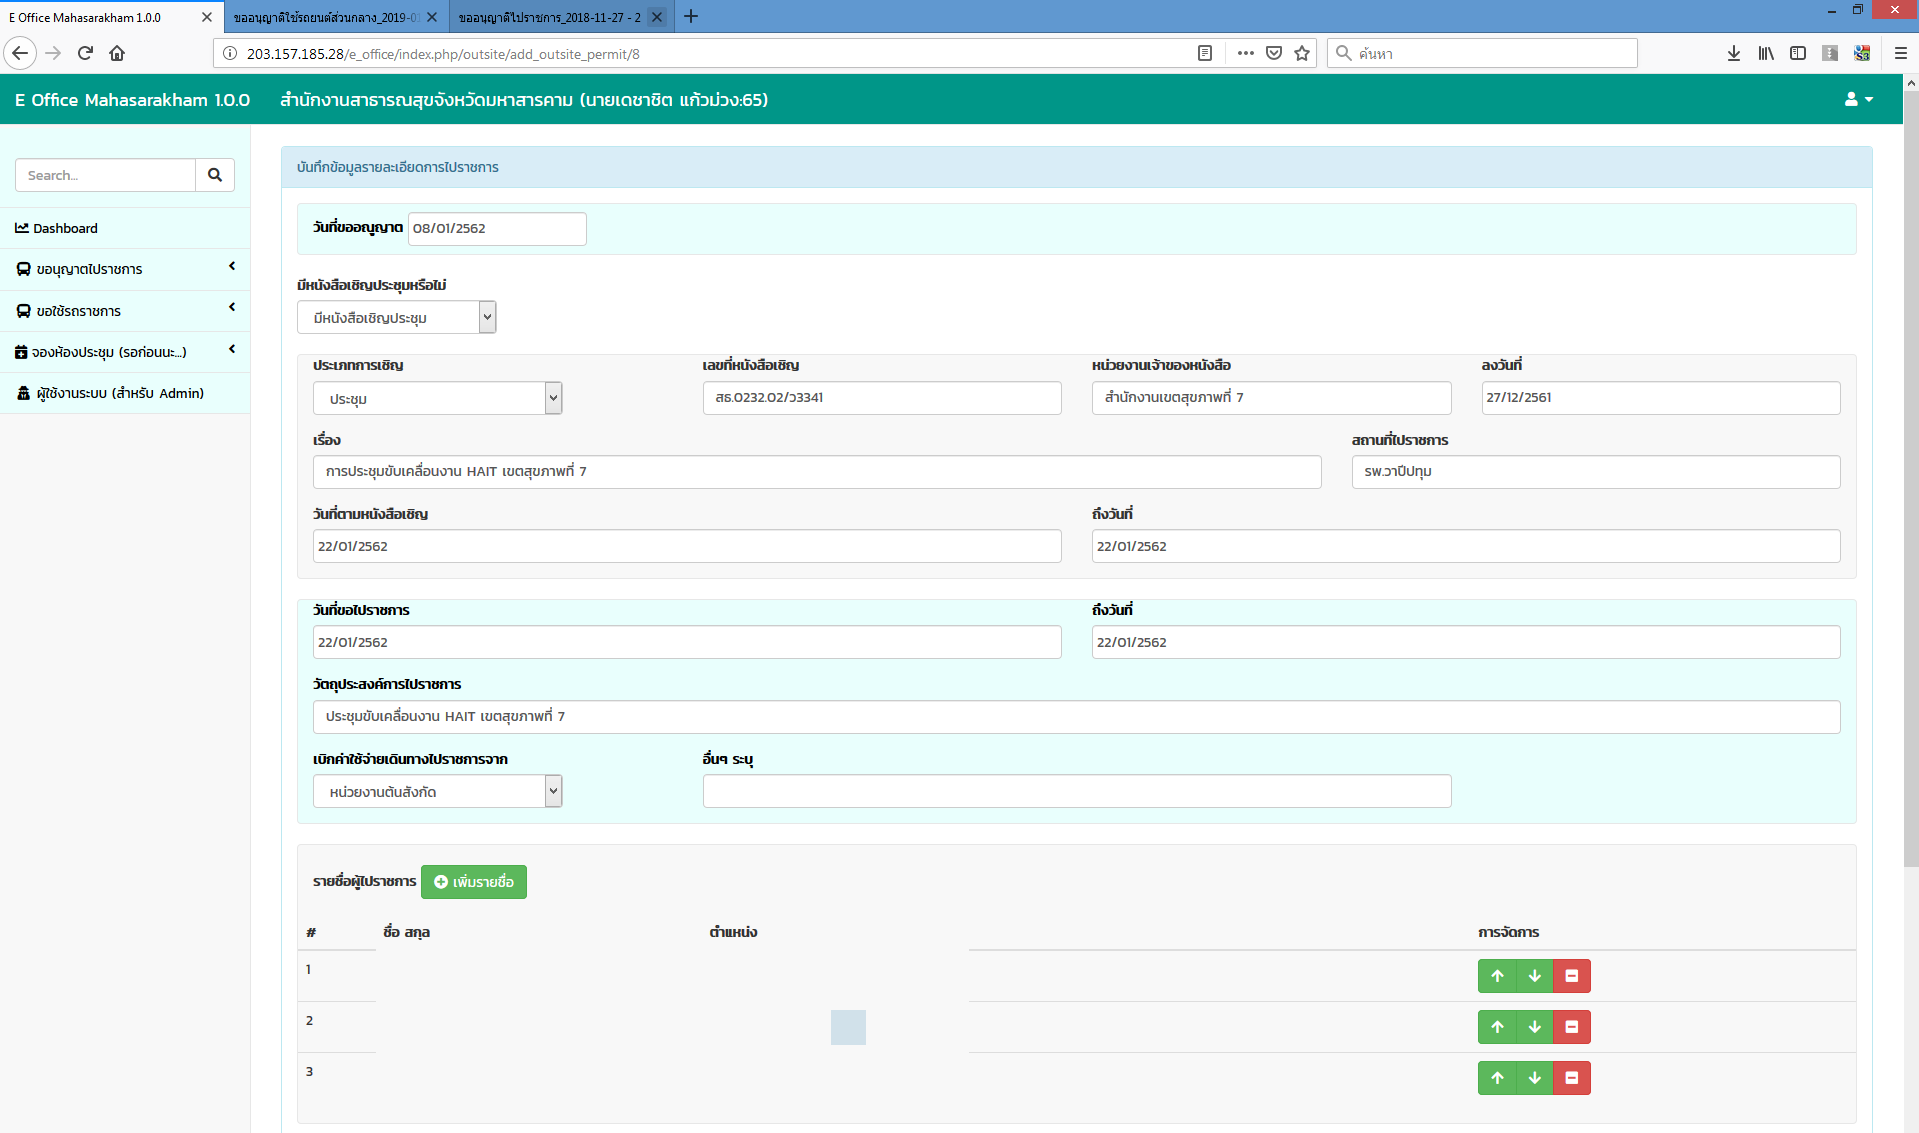 E Office Mahasarakham 1.0.0
ขออนุญาติใช้รถยนต์ส่วนกลาง_2019-0
ขออนุญาติไปราชการ_2018-11-27 - 2
203.157.185.28/e_office/index.php/outsite/add_outsite_permit/8
ค้นหา
E Office Mahasarakham 1.0.0
สำนักงานสาธารณสุขจังหวัดมหาสารคาม (นายเดชาชิต แก้วม่วง:65)
Search...
Dashboard
ขอนุญาตไปราชการ
ขอใช้รถราชการ
จองห้องประชุม (รอก่อนนะ...)
ผู้ใช้งานระบบ (สำหรับ Admin)
บันทึกข้อมูลรายละเอียดการไปราชการ
วันที่ขออณูญาต 08/01/2562
มีหนังสือเชิญประชุมหรือไม่
มีหนังสือเชิญประชุม
ประเภทการเชิญ เลขที่หนังสือเชิญ หน่วยงานเจ้าของหนังสือ ลงวันที่
ประชุม สธ.0232.02/ว3341 สำนักงานเขตสุขภาพที่ 7 27/12/2561
เรื่อง สถานที่ไปราชการ
การประชุมขับเคลื่อนงาน HAIT เขตสุขภาพที่ 7 รพ.วาปีปทุม
วันที่ตามหนังสือเชิญ ถึงวันที่
22/01/2562 22/01/2562
วันที่ขอไปราชการ ถึงวันที่
22/01/2562 22/01/2562
วัตถุประสงค์การไปราชการ
ประชุมขับเคลื่อนงาน HAIT เขตสุขภาพที่ 7
เบิกค่าใช้จ่ายเดินทางไปราชการจาก อื่นๆ ระบุ
หน่วยงานต้นสังกัด
รายชื่อผู้ไปราชการ เพิ่มรายชื่อ
# ชื่อ สกุล ตำแหน่ง การจัดการ
1
2
3